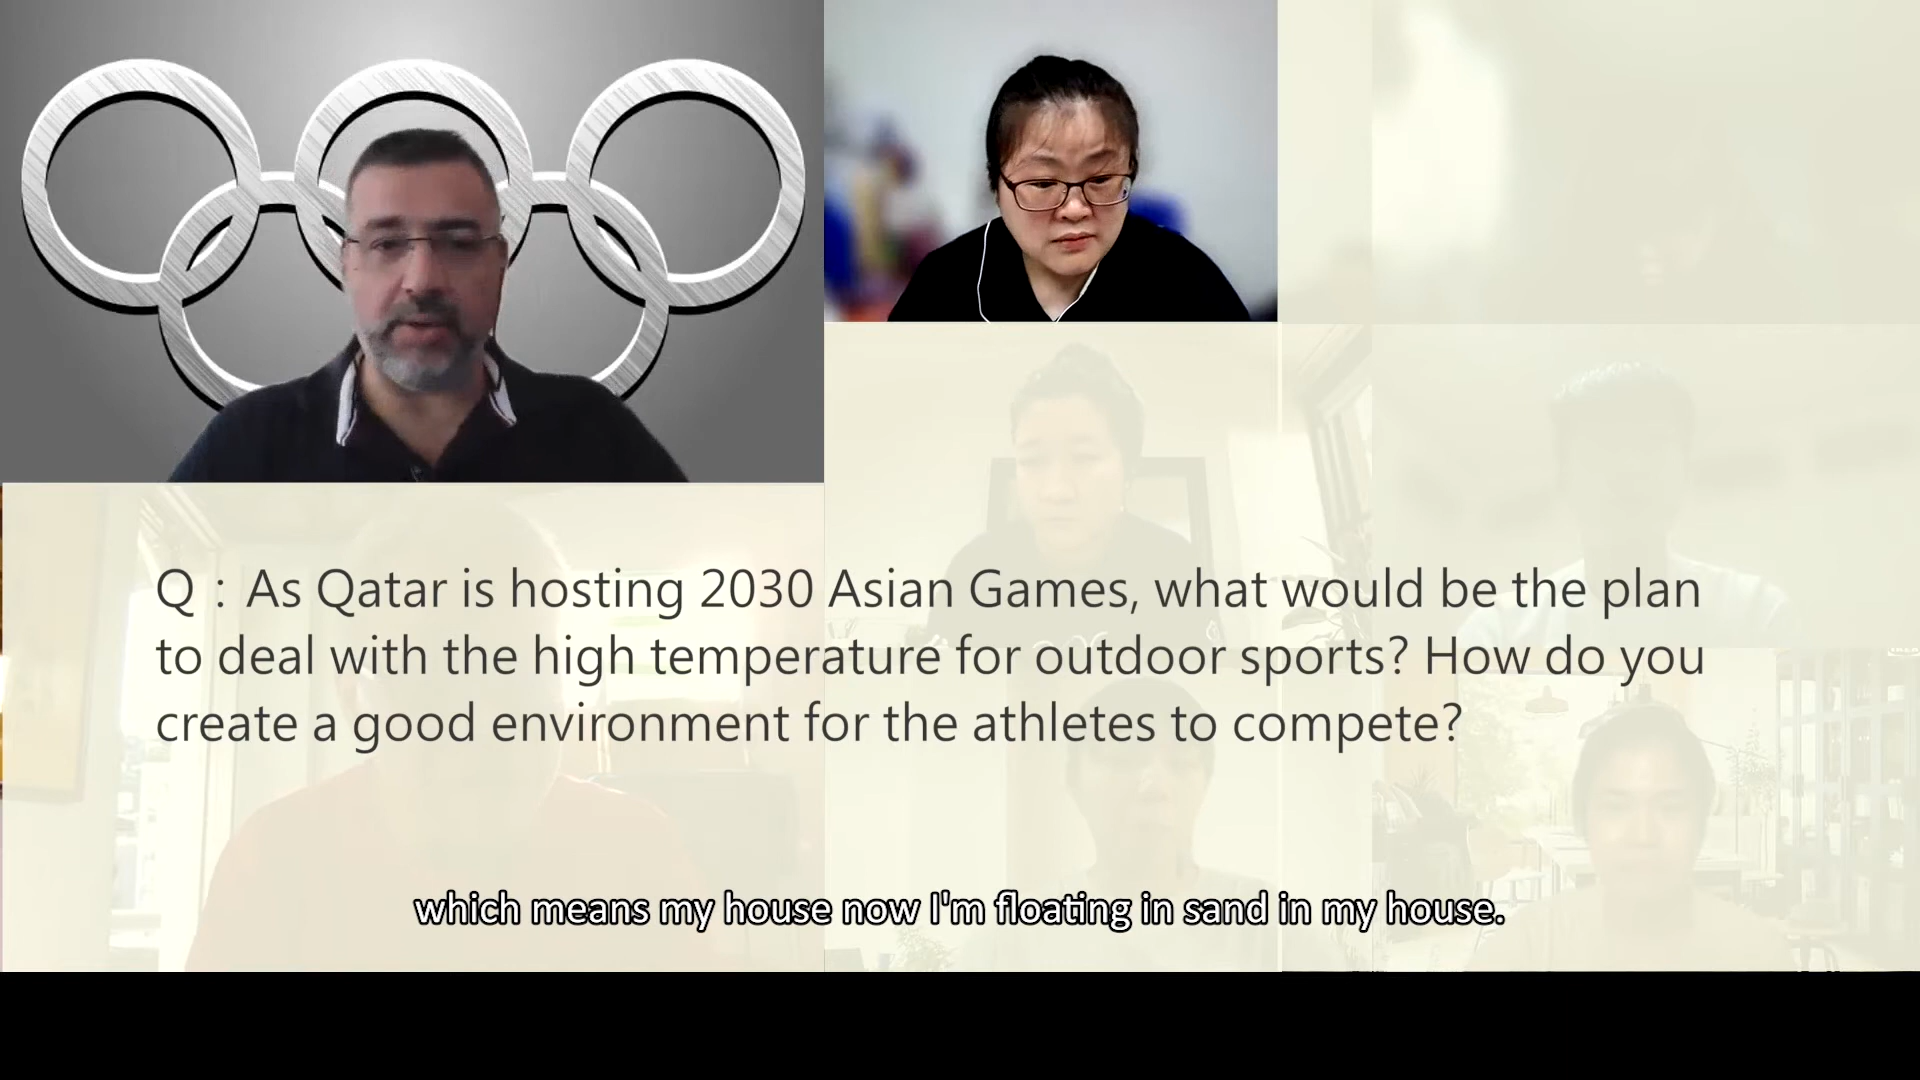 Q : As Qatar is hosting 2030 Asian Games, what would be the plan
to deal with the high temperature for outdoor sports? How do you
create a good environment for the athletes to compete?
which means my house now I'm floating in sand in my house.